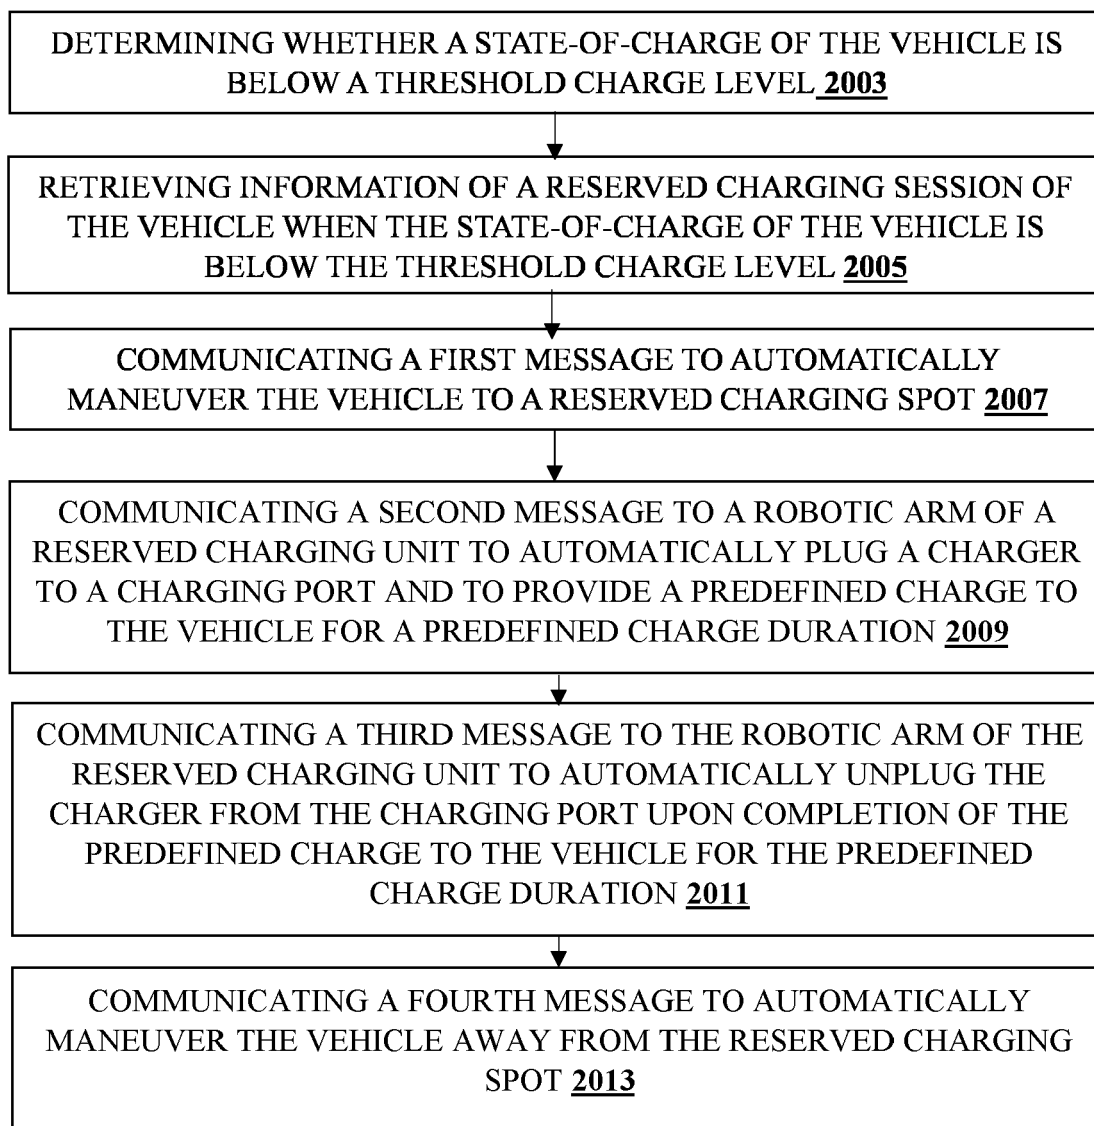 DETERMINING WHETHER A STATE-OF-CHARGE OF THE VEHICLE IS
BELOW A THRESHOLD CHARGE LEVEL 2003
RETRIEVING INFORMATION OF A RESERVED CHARGING SESSION OF
THE VEHICLE WHEN THE STATE-OF-CHARGE OF THE VEHICLE IS
BELOW THE THRESHOLD CHARGE LEVEL 2005
COMMUNICATING A FIRST MESSAGE TO AUTOMATICALLY
MANEUVER THE VEHICLE TO A RESERVED CHARGING SPOT 2007
COMMUNICATING A SECOND MESSAGE TO A ROBOTIC ARM OF A
RESERVED CHARGING UNIT TO AUTOMATICALLY PLUG A CHARGER
TO A CHARGING PORT AND TO PROVIDE A PREDEFINED CHARGE TO
THE VEHICLE FOR A PREDEFINED CHARGE DURATION 2009
COMMUNICATING A THIRD MESSAGE TO THE ROBOTIC ARM OF THE
RESERVED CHARGING UNIT TO AUTOMATICALLY UNPLUG THE
CHARGER FROM THE CHARGING PORT UPON COMPLETION OF THE
PREDEFINED CHARGE TO THE VEHICLE FOR THE PREDEFINED
CHARGE DURATION 2011
COMMUNICATING A FOURTH MESSAGE TO AUTOMATICALLY
MANEUVER THE VEHICLE AWAY FROM THE RESERVED CHARGING
SPOT 2013